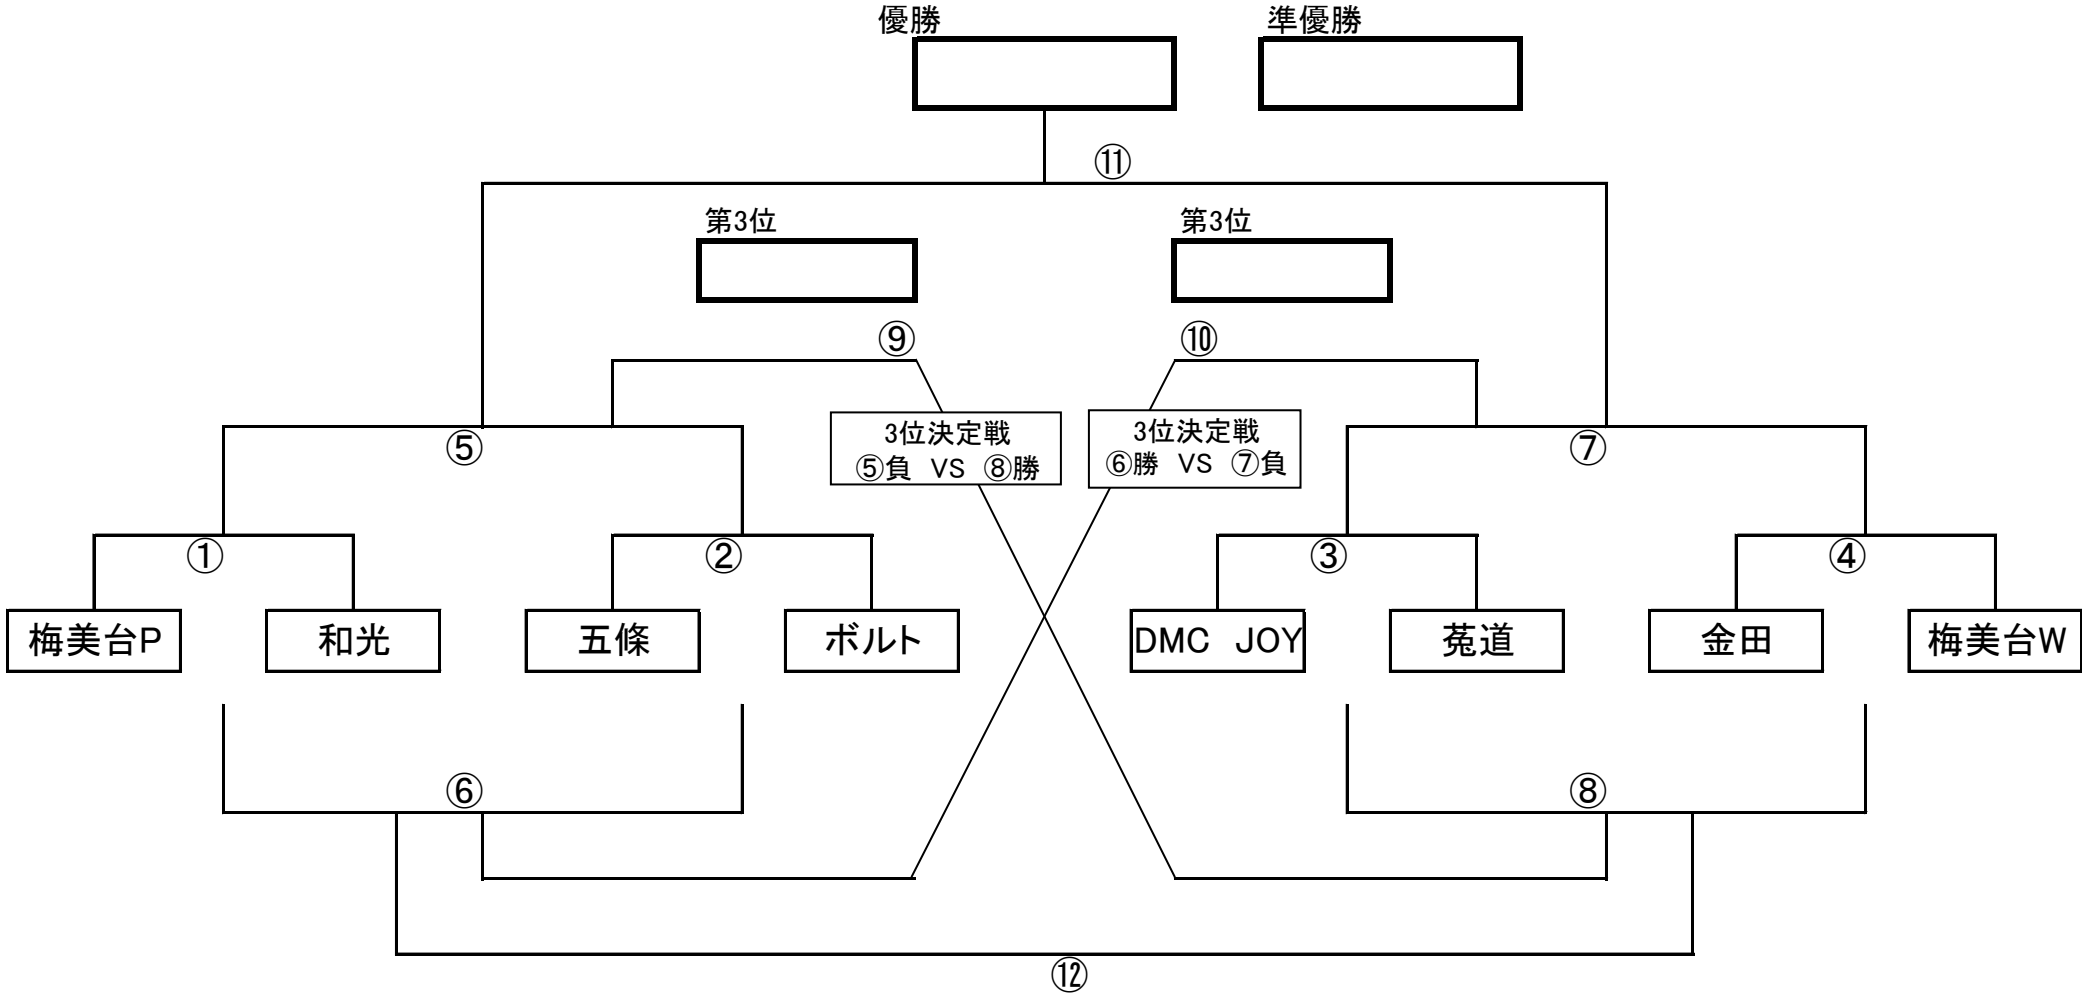 優勝 準優勝
⑪
第3位 第3位
⑨ ⑩
3位決定戦
⑤負 VS ⑧勝
3位決定戦
⑥勝 VS ⑦負
⑤ ⑦
① ② ③ ④
梅美台P 和光 五條 ボルト DMC JOY 菟道 金田 梅美台W
⑥ ⑧
⑫